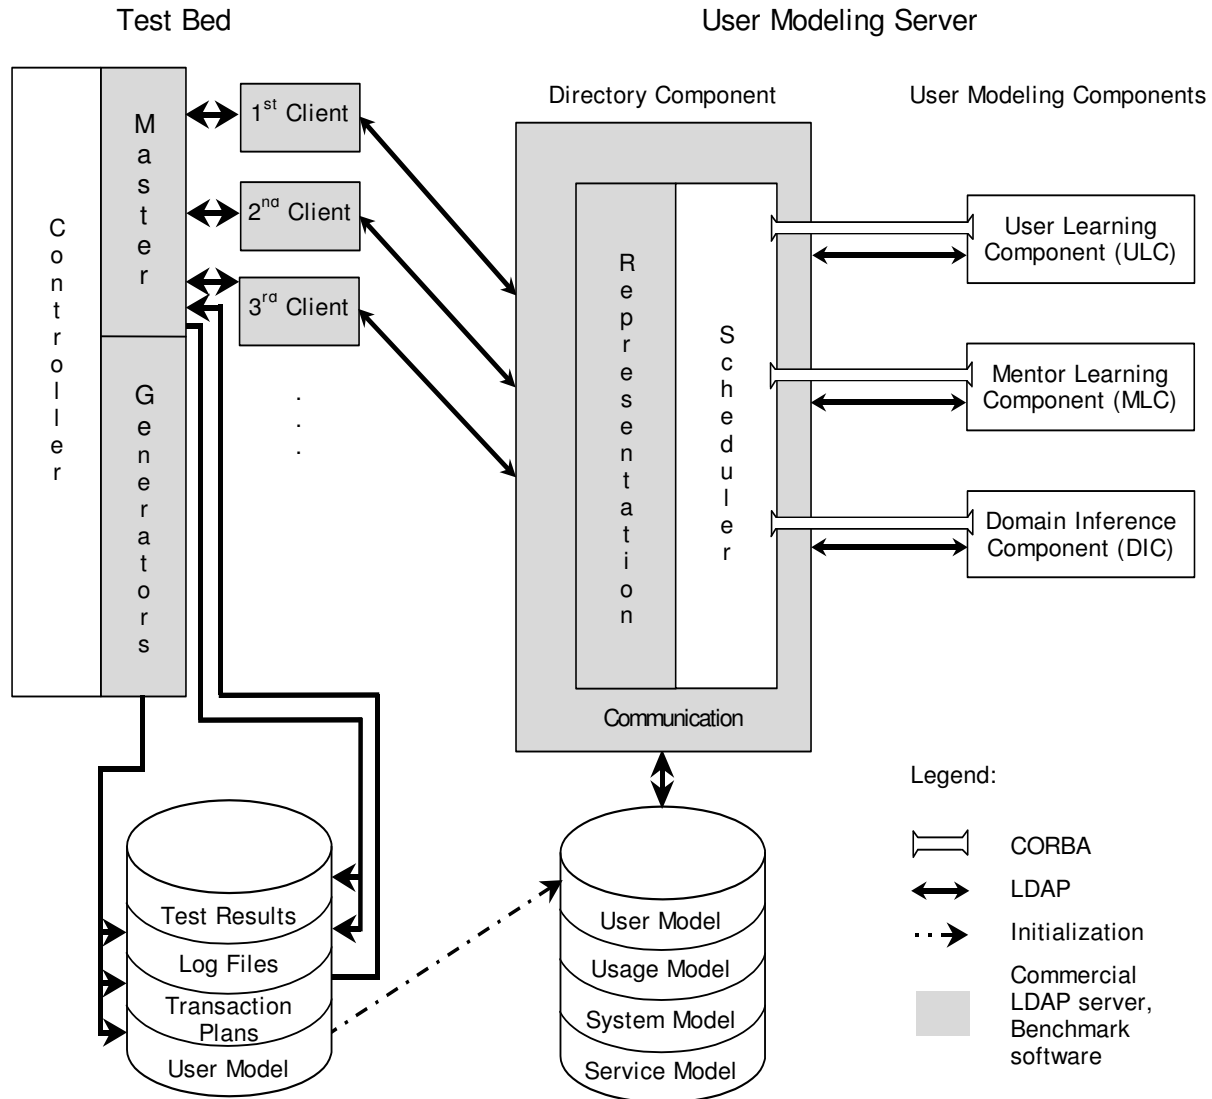 Test Bed
User Modeling Server
Directory Component
User Modeling Components
Controller
Master
Generators
1st Client
2nd Client
3rd Client
.
.
.
Representation
Scheduler
Communication
User Learning
Component (ULC)
Mentor Learning
Component (MLC)
Domain Inference
Component (DIC)
Test Results
Log Files
Transaction
Plans
User Model
User Model
Usage Model
System Model
Service Model
Legend:
CORBA
LDAP
Initialization
Commercial
LDAP server,
Benchmark
software